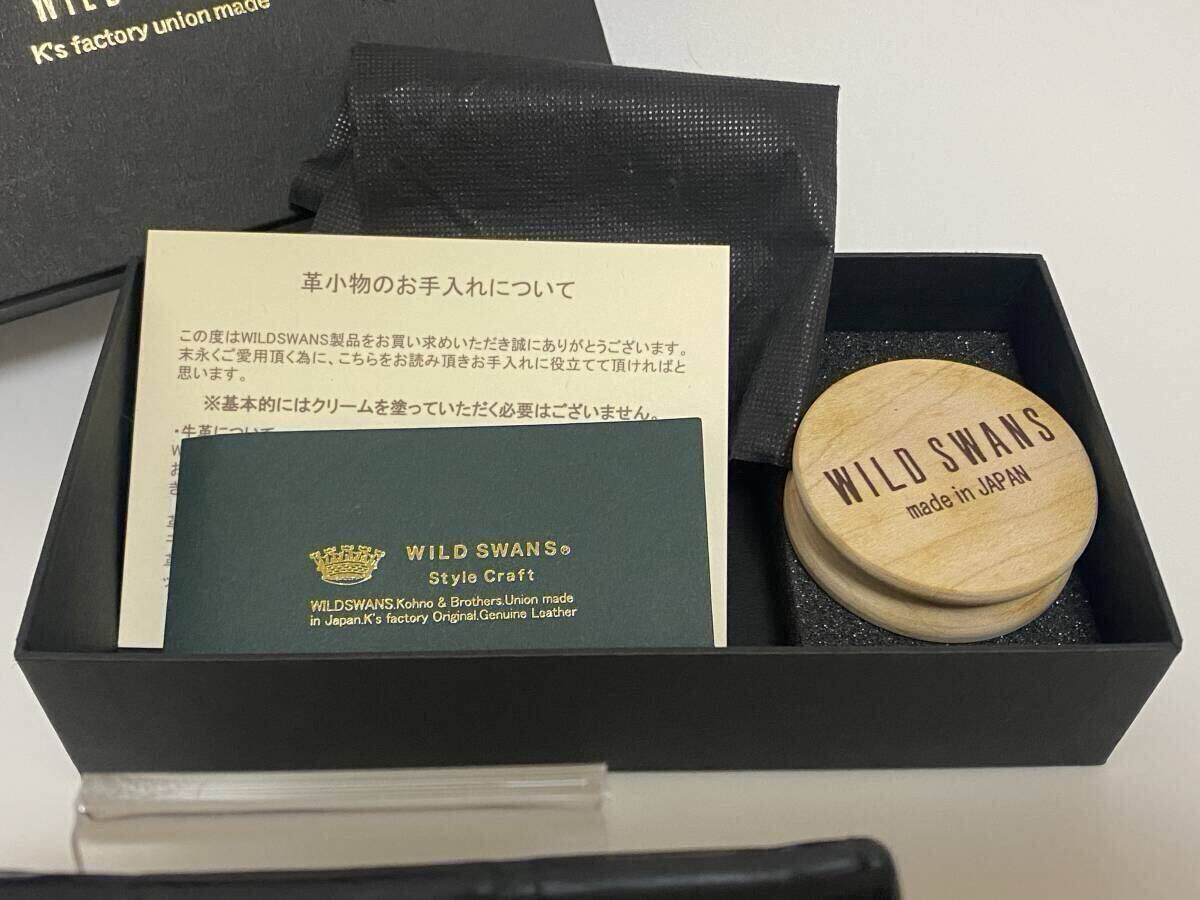 WILD
K's factory union made
革小物のお手入れについて
この度はWILDSWANS製品をお買い求めいただき誠にありがとうございます。
末永くご愛用頂く為に、こちらをお読み頂きお手入れに役立てて頂ければと
思います。
※基本的にはクリームを塗っていただく必要はございません。
・牛革について
WILD SWANS®
Style Craft
WILDSWANS.Kohno & Brothers.Union made
in Japan.K's factory Original.Genuine Leather
WILD SWANS
made in JAPAN